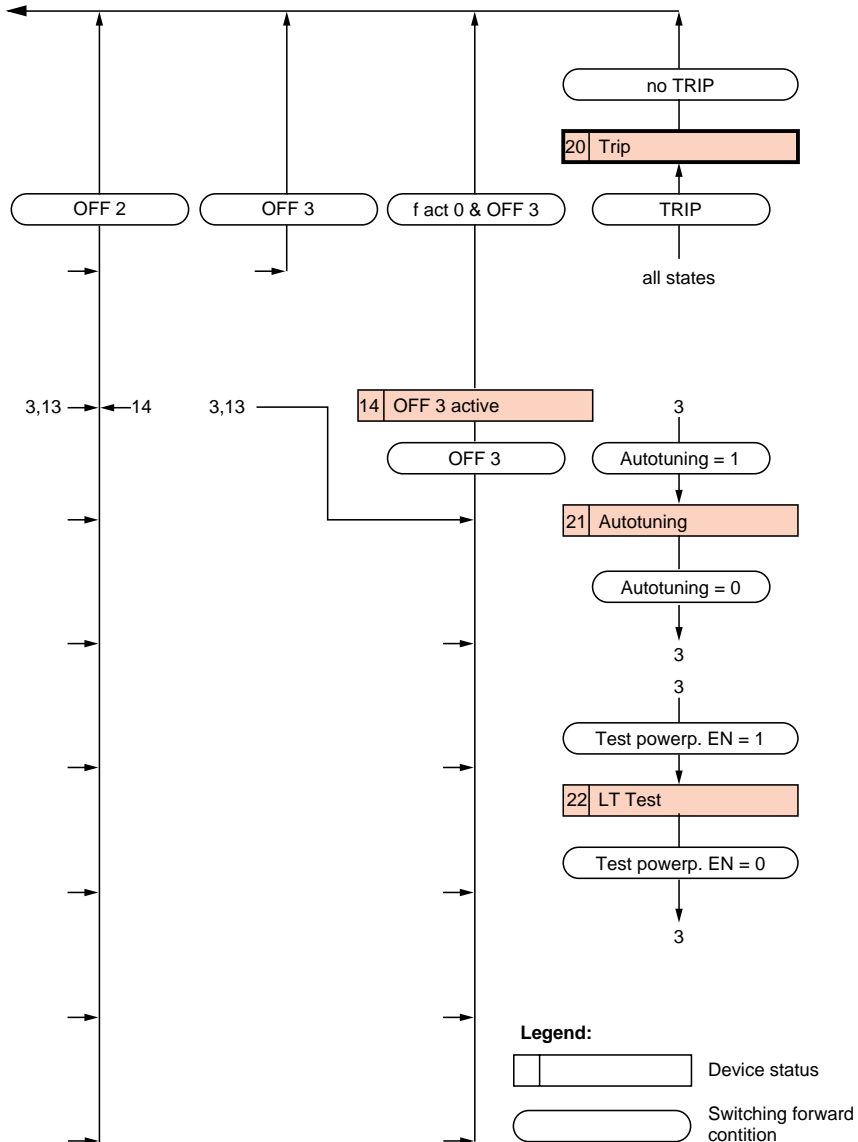 no TRIP
20 Trip
OFF 2
OFF 3
f act 0 & OFF 3
TRIP
all states
3,13
14
3,13
14 OFF 3 active
3
OFF 3
Autotuning = 1
21 Autotuning
Autotuning = 0
3
3
Test powerp. EN = 1
22 LT Test
Test powerp. EN = 0
3
Legend:
Device status
Switching forward
contition